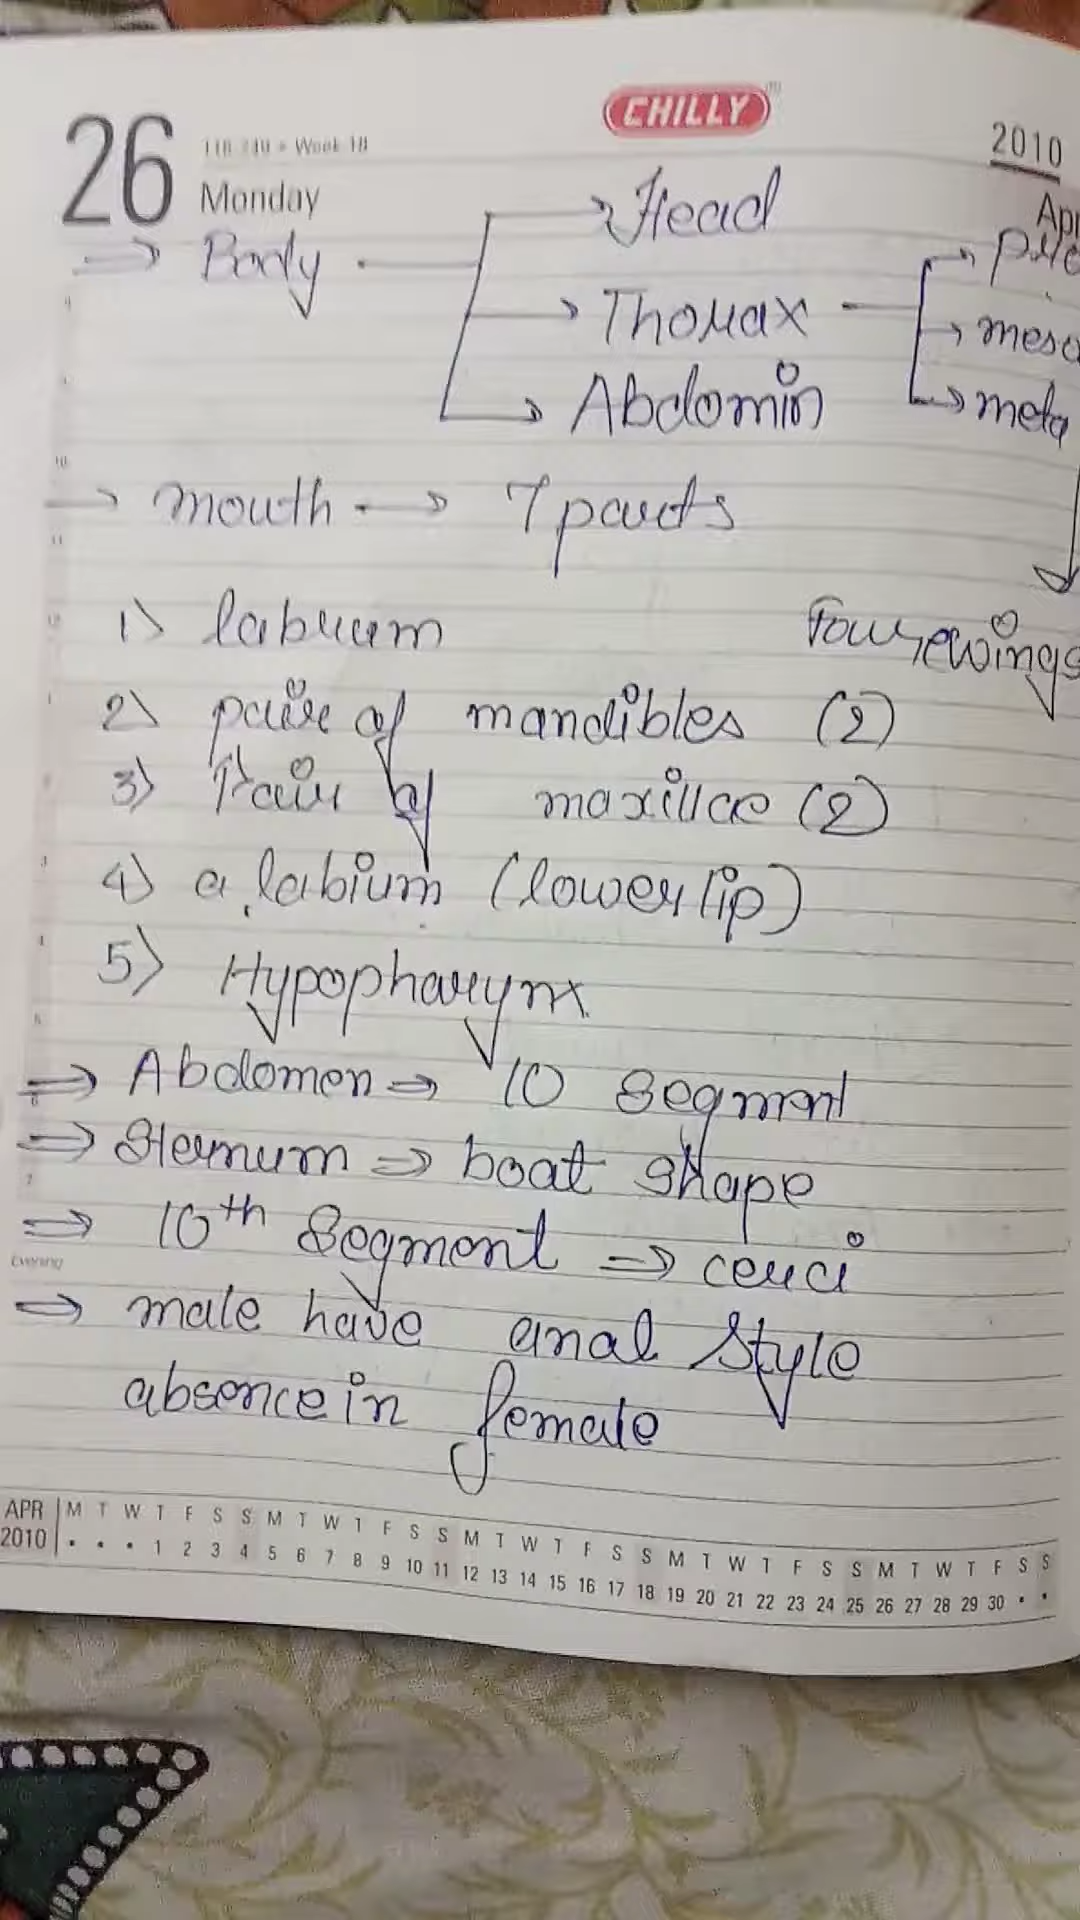 CHILLY
26 Monday
2010
⇒ Body → Head
→ Thorax → meso
→ Abdomin → meta
→ mouth → 7 parts
1) labrum
Four wings
2) paire of mandibles (2)
3) Pair of maxillae (2)
4) a labium (lower lip)
5) Hypopharynx
⇒ Abdomen ⇒ 10 Segment
⇒ Sternum ⇒ boat shape
⇒ 10th Segment ⇒ cerci
Evening
⇒ male have anal style
absence in female
APR M T W T F S S M T W T F S S M T W T F S S M T W T F S S M T W T F S S
2010 • • • 1 2 3 4 5 6 7 8 9 10 11 12 13 14 15 16 17 18 19 20 21 22 23 24 25 26 27 28 29 30 • •